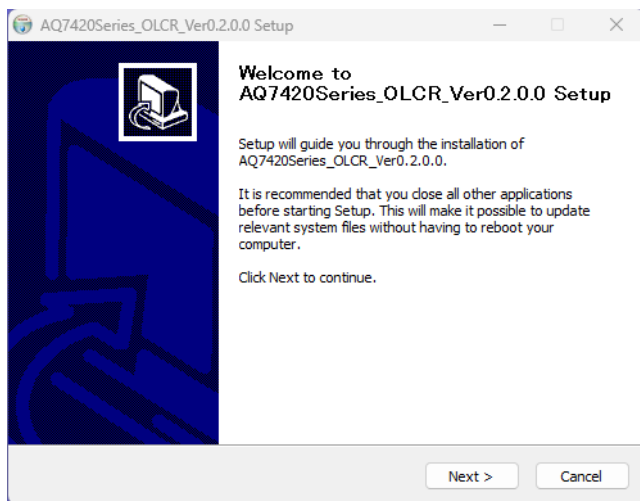 AQ7420Series_OLCR_Ver0.2.0.0 Setup
Welcome to
AQ7420Series_OLCR_Ver0.2.0.0 Setup
Setup will guide you through the installation of
AQ7420Series_OLCR_Ver0.2.0.0.
It is recommended that you close all other applications
before starting Setup. This will make it possible to update
relevant system files without having to reboot your
computer.
Click Next to continue.
Next >
Cancel